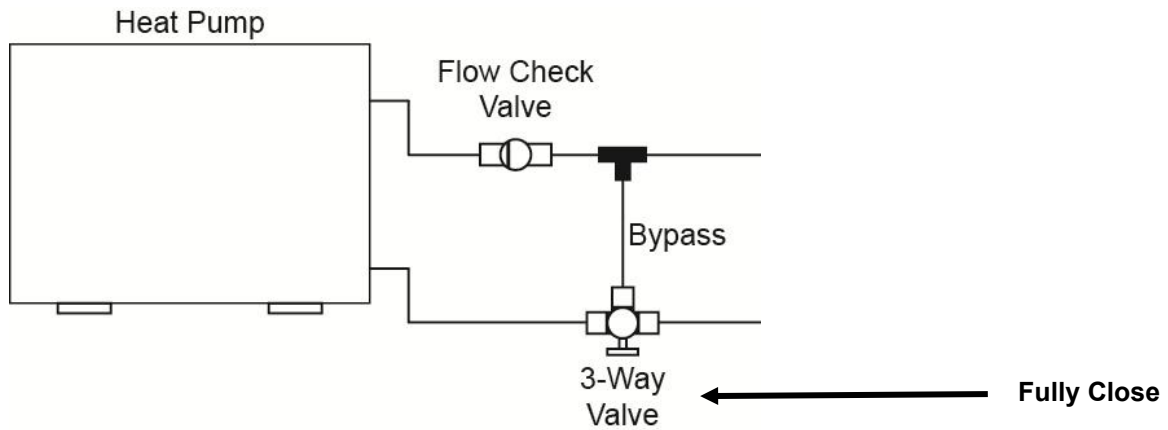 Heat Pump
Flow Check
Valve
Bypass
3-Way
Valve
Fully Close